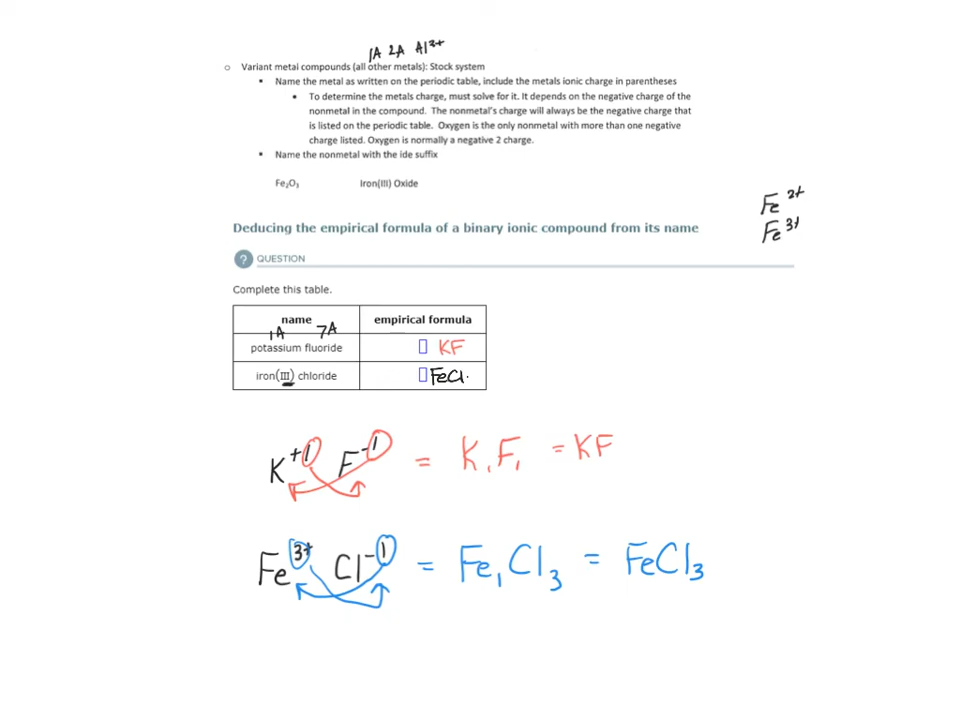 1A 2A Al³⁺
o Variant metal compounds (all other metals): Stock system
▪ Name the metal as written on the periodic table, include the metals ionic charge in parentheses
• To determine the metals charge, must solve for it. It depends on the negative charge of the
nonmetal in the compound. The nonmetal's charge will always be the negative charge that
is listed on the periodic table. Oxygen is the only nonmetal with more than one negative
charge listed. Oxygen is normally a negative 2 charge.
▪ Name the nonmetal with the ide suffix
Fe₂O₃ Iron(III) Oxide
Fe²⁺
Fe³⁺
Deducing the empirical formula of a binary ionic compound from its name
? QUESTION
Complete this table.
name empirical formula
1A 7A
potassium fluoride KF
iron(III) chloride FeCl
K⁺¹ F⁻¹ = K₁F₁ = KF
Fe³⁺ Cl⁻¹ = Fe₁Cl₃ = FeCl₃